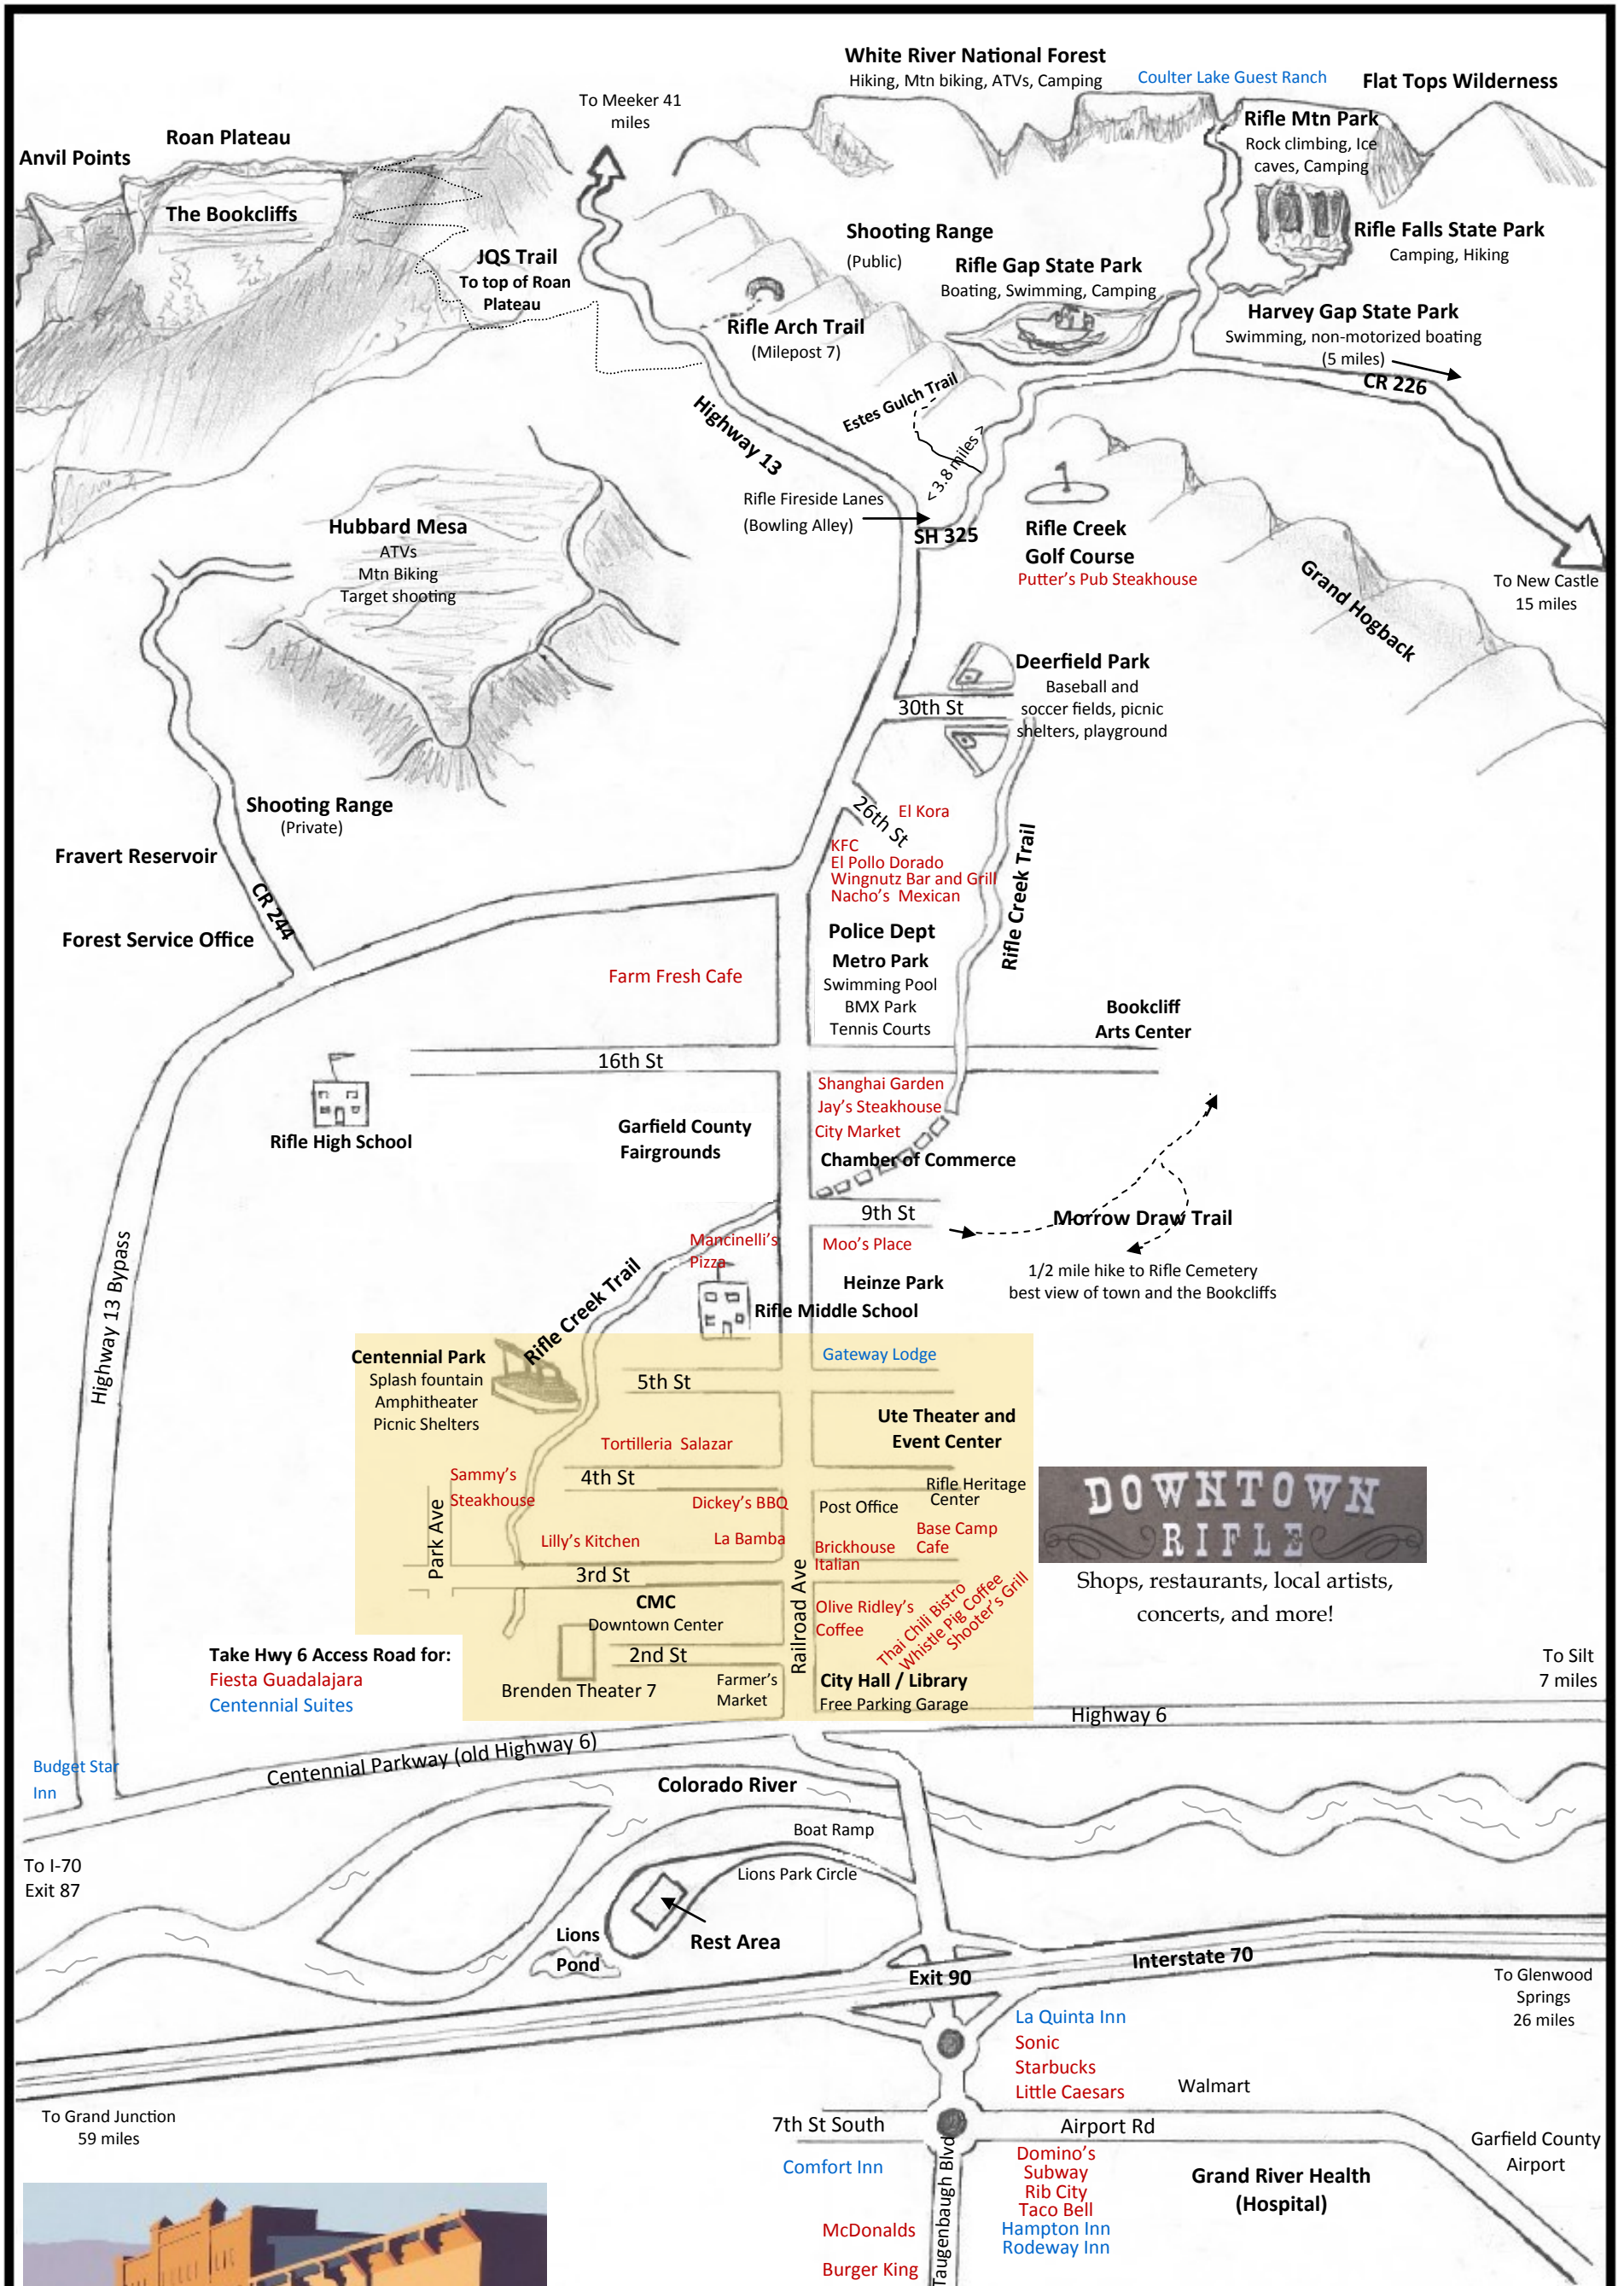 White River National Forest
Hiking, Mtn biking, ATVs, Camping
Coulter Lake Guest Ranch
Flat Tops Wilderness
To Meeker 41
miles
Rifle Mtn Park
Rock climbing, Ice
caves, Camping
Roan Plateau
Anvil Points
The Bookcliffs
JQS Trail
To top of Roan
Plateau
Shooting Range
(Public)
Rifle Falls State Park
Camping, Hiking
Rifle Gap State Park
Boating, Swimming, Camping
Rifle Arch Trail
(Milepost 7)
Harvey Gap State Park
Swimming, non-motorized boating
(5 miles)
CR 226
Estes Gulch Trail
Highway 13
< 3.8 miles >
Rifle Fireside Lanes
(Bowling Alley)
SH 325
Rifle Creek
Golf Course
Putter's Pub Steakhouse
Grand Hogback
To New Castle
15 miles
Hubbard Mesa
ATVs
Mtn Biking
Target shooting
Deerfield Park
Baseball and
soccer fields, picnic
shelters, playground
30th St
Shooting Range
(Private)
26th St
El Kora
KFC
El Pollo Dorado
Wingnutz Bar and Grill
Nacho's  Mexican
Rifle Creek Trail
Fravert Reservoir
CR 244
Forest Service Office
Police Dept
Metro Park
Swimming Pool
BMX Park
Tennis Courts
Farm Fresh Cafe
Bookcliff
Arts Center
16th St
Rifle High School
Garfield County
Fairgrounds
Shanghai Garden
Jay's Steakhouse
City Market
Chamber of Commerce
9th St
Morrow Draw Trail
1/2 mile hike to Rifle Cemetery
best view of town and the Bookcliffs
Mancinelli's
Pizza
Moo's Place
Heinze Park
Rifle Middle School
Rifle Creek Trail
Highway 13 Bypass
Centennial Park
Splash fountain
Amphitheater
Picnic Shelters
Gateway Lodge
5th St
Ute Theater and
Event Center
Tortilleria  Salazar
4th St
Sammy's
Steakhouse
Park Ave
Dickey's BBQ
Post Office
Rifle Heritage
Center
Lilly's Kitchen
La Bamba
Brickhouse
Italian
Base Camp
Cafe
3rd St
Railroad Ave
CMC
Downtown Center
Olive Ridley's
Coffee
Thai Chili Bistro
Whistle Pig Coffee
Shooter's Grill
2nd St
Brenden Theater 7
Farmer's
Market
City Hall / Library
Free Parking Garage
DOWNTOWN
RIFLE
Shops, restaurants, local artists,
concerts, and more!
Take Hwy 6 Access Road for:
Fiesta Guadalajara
Centennial Suites
To Silt
7 miles
Highway 6
Centennial Parkway (old Highway 6)
Budget Star
Inn
Colorado River
Boat Ramp
Lions Park Circle
To I-70
Exit 87
Rest Area
Lions
Pond
Exit 90
Interstate 70
To Glenwood
Springs
26 miles
La Quinta Inn
Sonic
Starbucks
Little Caesars
Walmart
To Grand Junction
59 miles
7th St South
Airport Rd
Garfield County
Airport
Comfort Inn
Taugenbaugh Blvd
Domino's
Subway
Rib City
Taco Bell
Hampton Inn
Rodeway Inn
Grand River Health
(Hospital)
McDonalds
Burger King